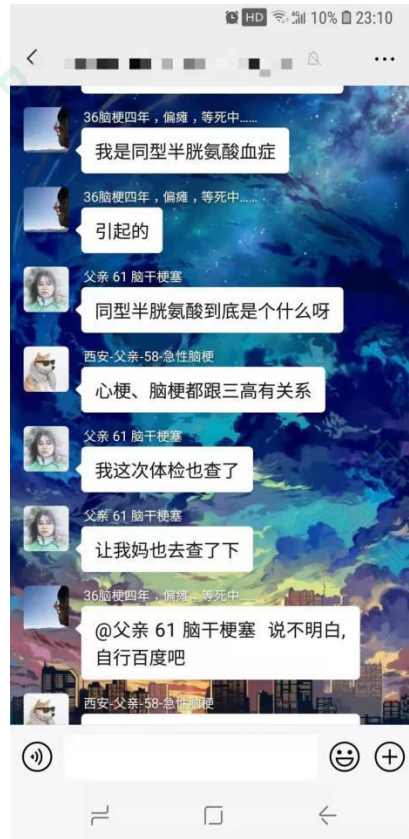 HD 10% 23:10
36脑梗四年，偏瘫，等死中......
我是同型半胱氨酸血症
36脑梗四年，偏瘫，等死中......
引起的
父亲 61 脑干梗塞
同型半胱氨酸到底是个什么呀
西安-父亲-58-急性脑梗
心梗、脑梗都跟三高有关系
父亲 61 脑干梗塞
我这次体检也查了
父亲 61 脑干梗塞
让我妈也去查了下
36脑梗四年，偏瘫，等死中......
@父亲 61 脑干梗塞 说不明白，
自行百度吧
西安-父亲-58-急性脑梗